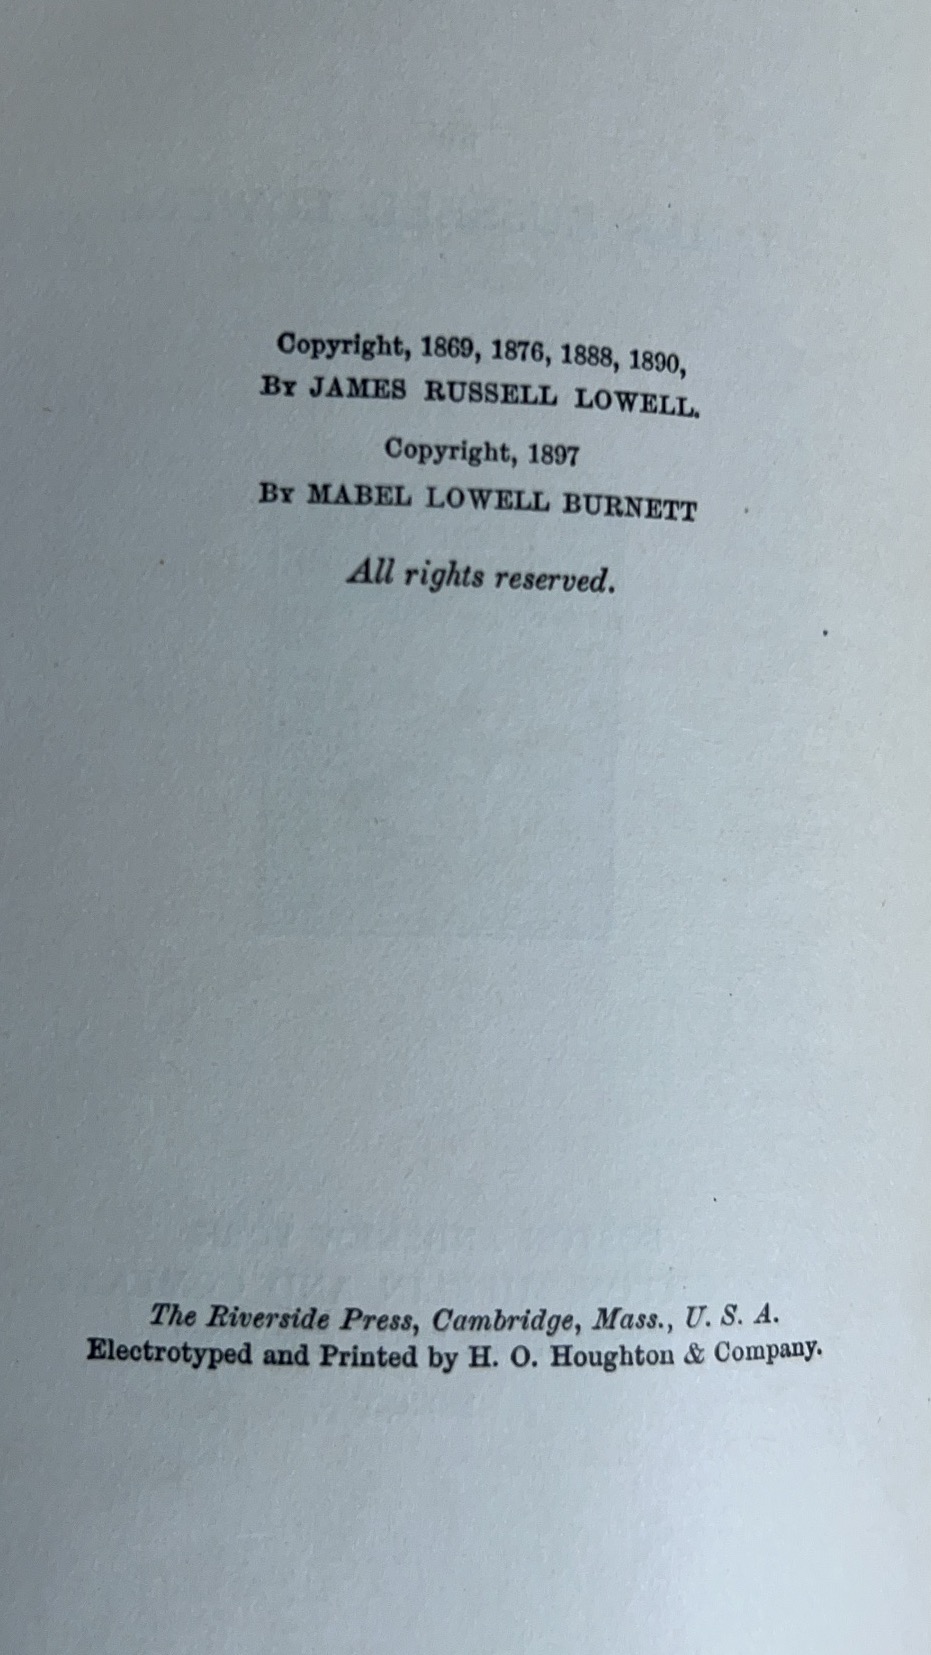 Copyright, 1869, 1876, 1888, 1890,
By JAMES RUSSELL LOWELL.
Copyright, 1897
By MABEL LOWELL BURNETT
All rights reserved.
The Riverside Press, Cambridge, Mass., U. S. A.
Electrotyped and Printed by H. O. Houghton & Company.